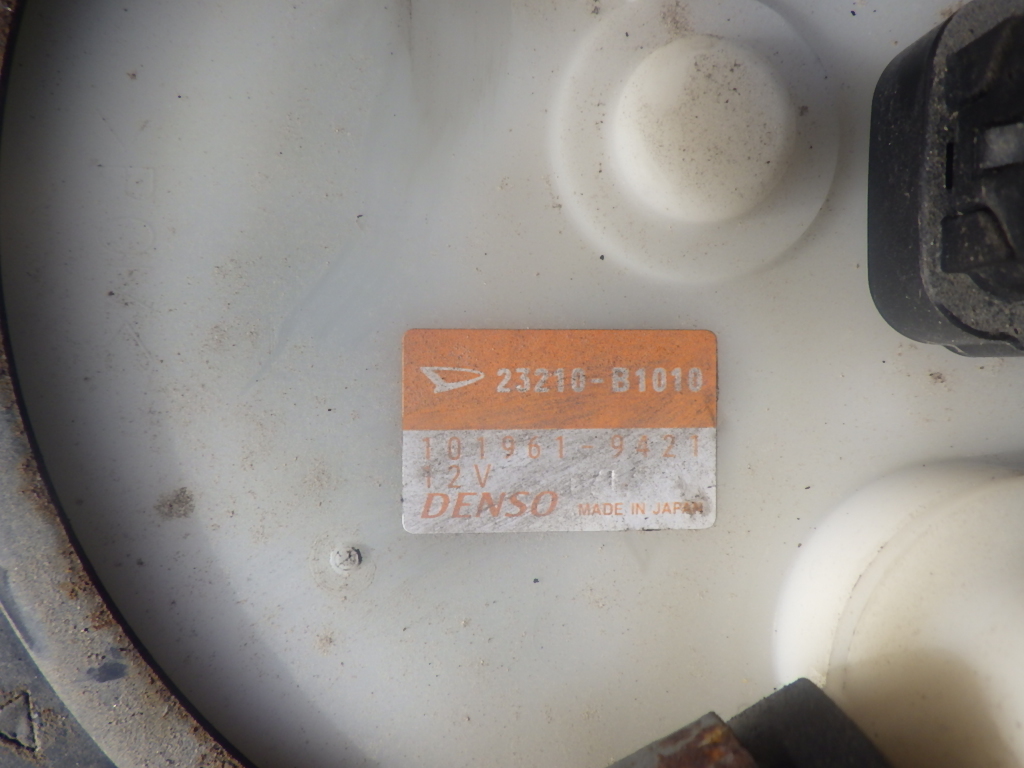 23210-B1010
101961-9421
12V
DENSO MADE IN JAPAN